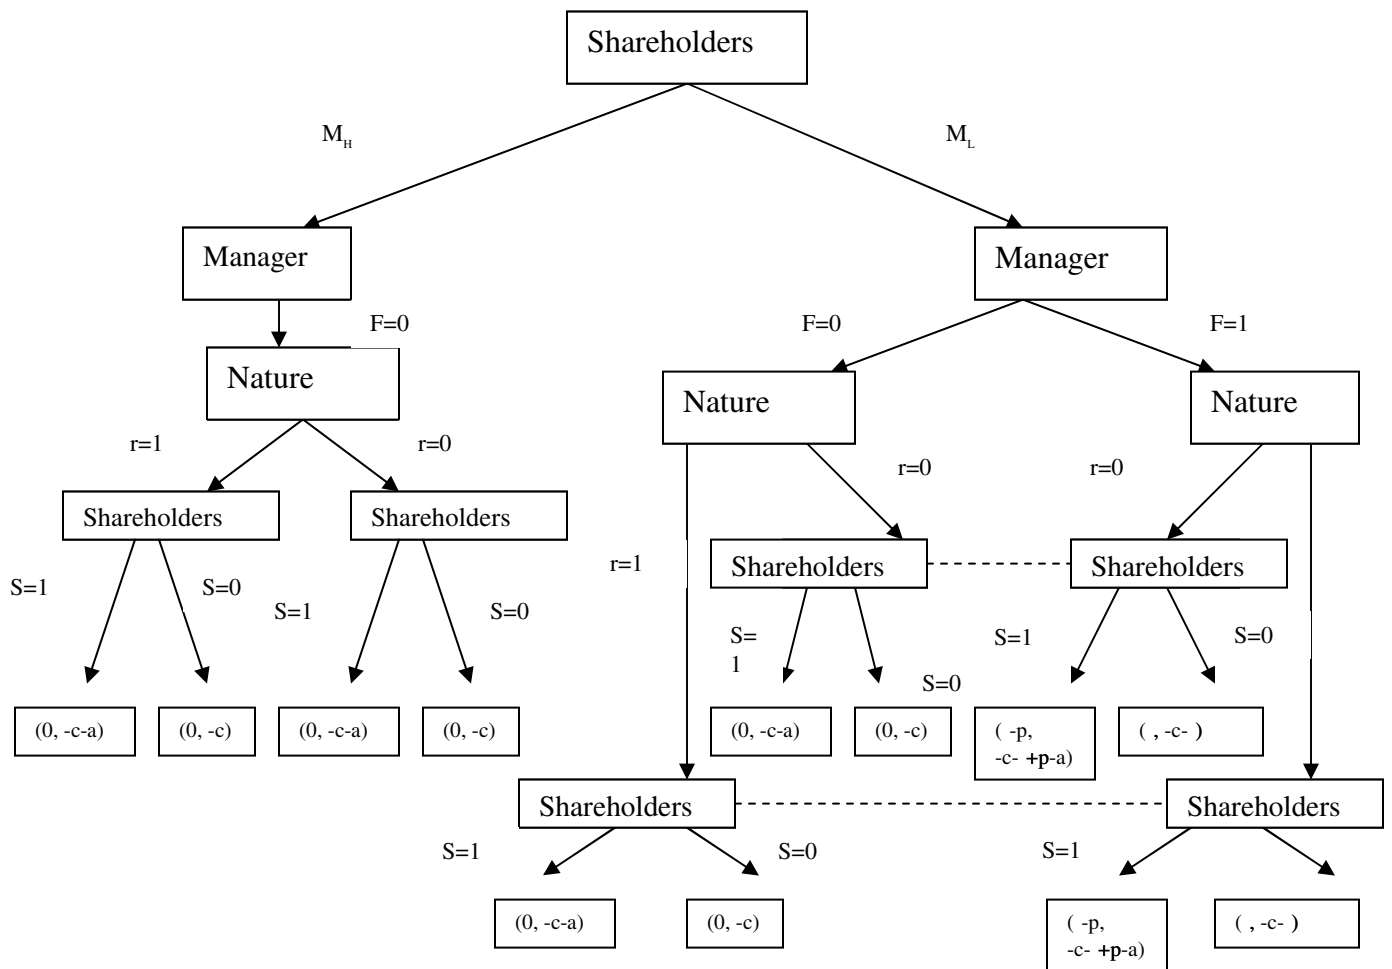 Shareholders
M_H
M_L
Manager
Manager
F=0
F=0
F=1
Nature
Nature
Nature
r=1
r=0
r=0
r=0
Shareholders
Shareholders
Shareholders
Shareholders
r=1
S=1
S=0
S=1
S=0
S=
1
S=0
S=1
S=0
(0, -c-a)
(0, -c)
(0, -c-a)
(0, -c)
(0, -c-a)
(0, -c)
( -p,
-c- +p-a)
( , -c- )
Shareholders
Shareholders
S=1
S=0
S=1
(0, -c-a)
(0, -c)
( -p,
-c- +p-a)
( , -c- )